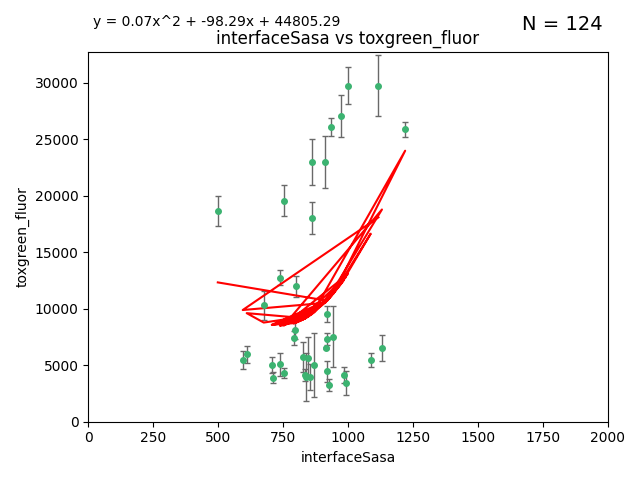 y = 0.07x^2 + -98.29x + 44805.29
N = 124
interfaceSasa vs toxgreen_fluor
toxgreen_fluor
30000
25000
20000
15000
10000
5000
0
0 250 500 750 1000 1250 1500 1750 2000
interfaceSasa